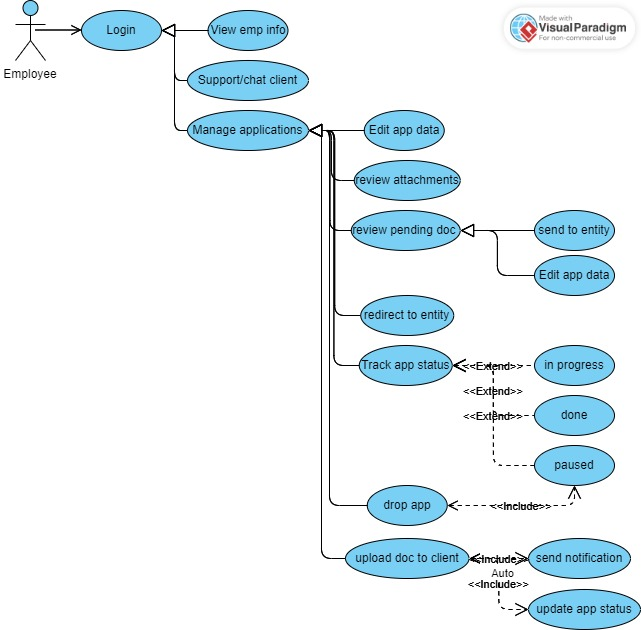 Made with
VisualParadigm
For non-commercial use
Login
View emp info
Employee
Support/chat client
Manage applications
Edit app data
review attachments
review pending doc
send to entity
Edit app data
redirect to entity
Track app status
<<Extend>>
in progress
<<Extend>>
<<Extend>>
done
paused
drop app
<<Include>>
upload doc to client
<<Include>>
send notification
Auto
<<Include>>
update app status